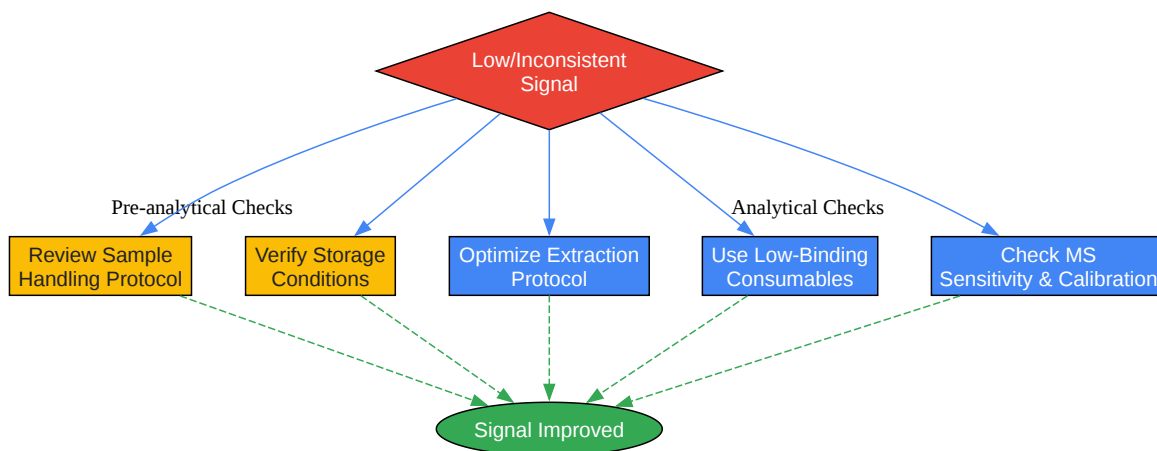 Low/Inconsistent
Signal
Pre-analytical Checks
Analytical Checks
Review Sample
Handling Protocol
Verify Storage
Conditions
Optimize Extraction
Protocol
Use Low-Binding
Consumables
Check MS
Sensitivity & Calibration
Signal Improved